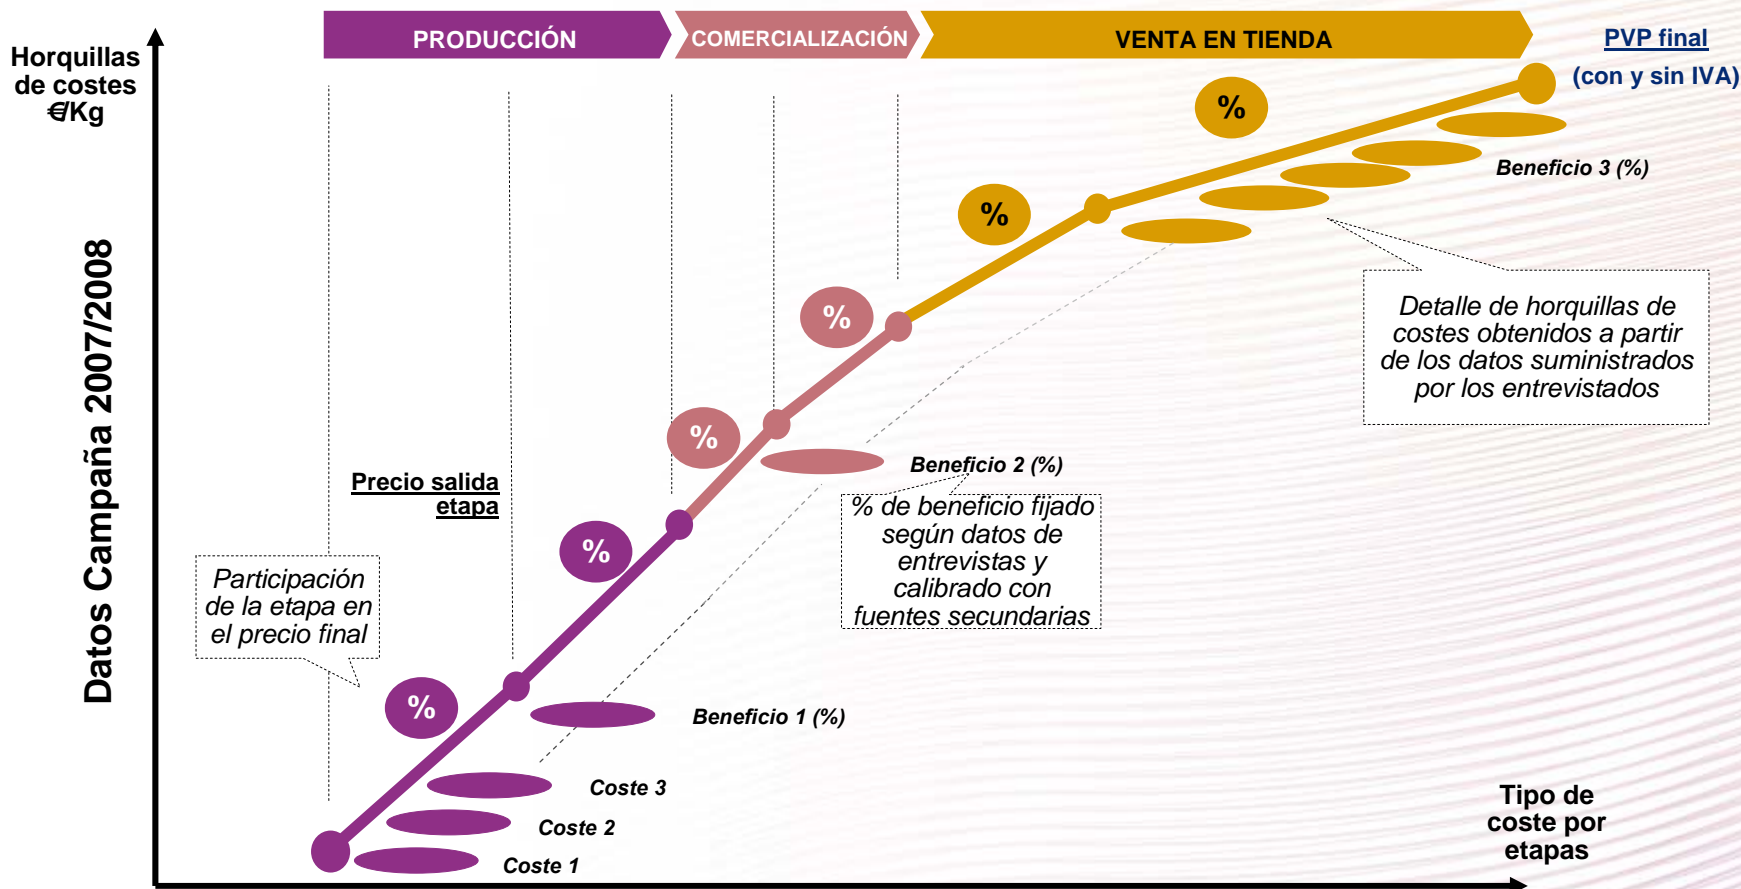 PRODUCCIÓN
COMERCIALIZACIÓN
VENTA EN TIENDA
PVP final
(con y sin IVA)
Horquillas
de costes
€/Kg
Datos Campaña 2007/2008
%
%
%
%
%
%
Beneficio 3 (%)
Detalle de horquillas de
costes obtenidos a partir
de los datos suministrados
por los entrevistados
Beneficio 2 (%)
% de beneficio fijado
según datos de
entrevistas y
calibrado con
fuentes secundarias
Precio salida
etapa
Participación
de la etapa en
el precio final
Beneficio 1 (%)
Coste 3
Coste 2
Coste 1
Tipo de
coste por
etapas